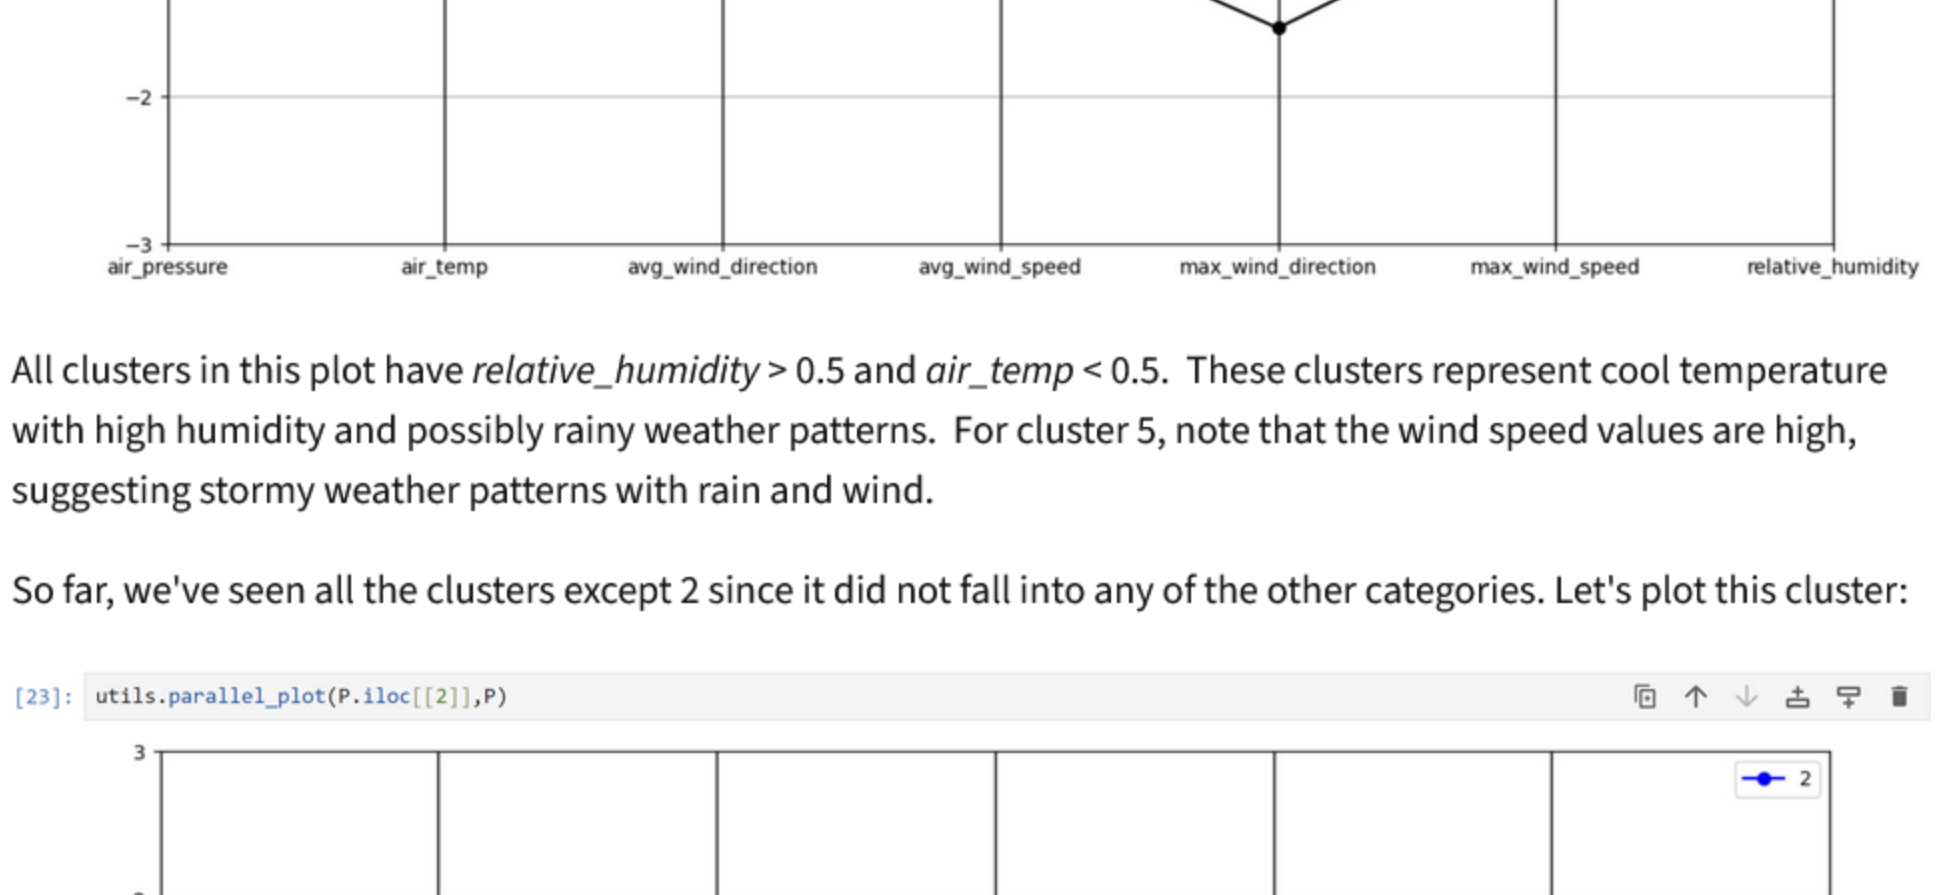 −2
−3
air_pressure air_temp avg_wind_direction avg_wind_speed max_wind_direction max_wind_speed relative_humidity
All clusters in this plot have relative_humidity > 0.5 and air_temp < 0.5.  These clusters represent cool temperature
with high humidity and possibly rainy weather patterns.  For cluster 5, note that the wind speed values are high,
suggesting stormy weather patterns with rain and wind.
So far, we've seen all the clusters except 2 since it did not fall into any of the other categories. Let's plot this cluster:
[23]: utils.parallel_plot(P.iloc[[2]],P)
3
2